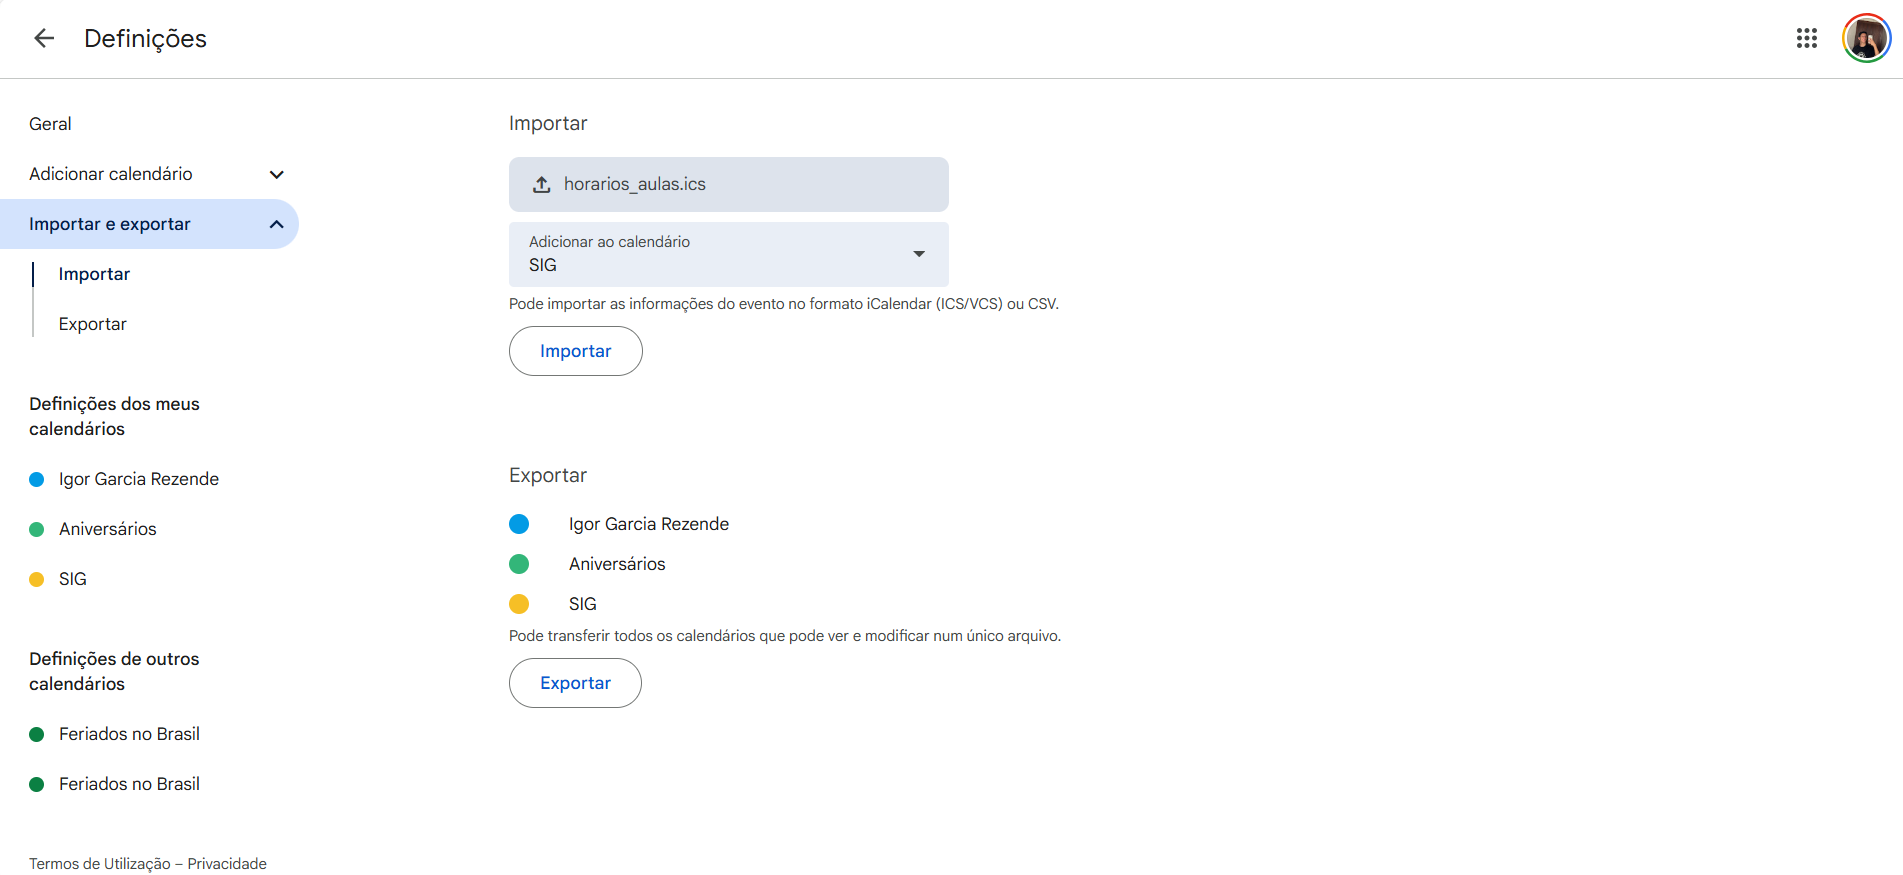 Definições
Geral
Adicionar calendário
Importar e exportar
Importar
Exportar
Definições dos meus
calendários
Igor Garcia Rezende
Aniversários
SIG
Definições de outros
calendários
Feriados no Brasil
Feriados no Brasil
Termos de Utilização – Privacidade
Importar
horarios_aulas.ics
Adicionar ao calendário
SIG
Pode importar as informações do evento no formato iCalendar (ICS/VCS) ou CSV.
Importar
Exportar
Igor Garcia Rezende
Aniversários
SIG
Pode transferir todos os calendários que pode ver e modificar num único arquivo.
Exportar